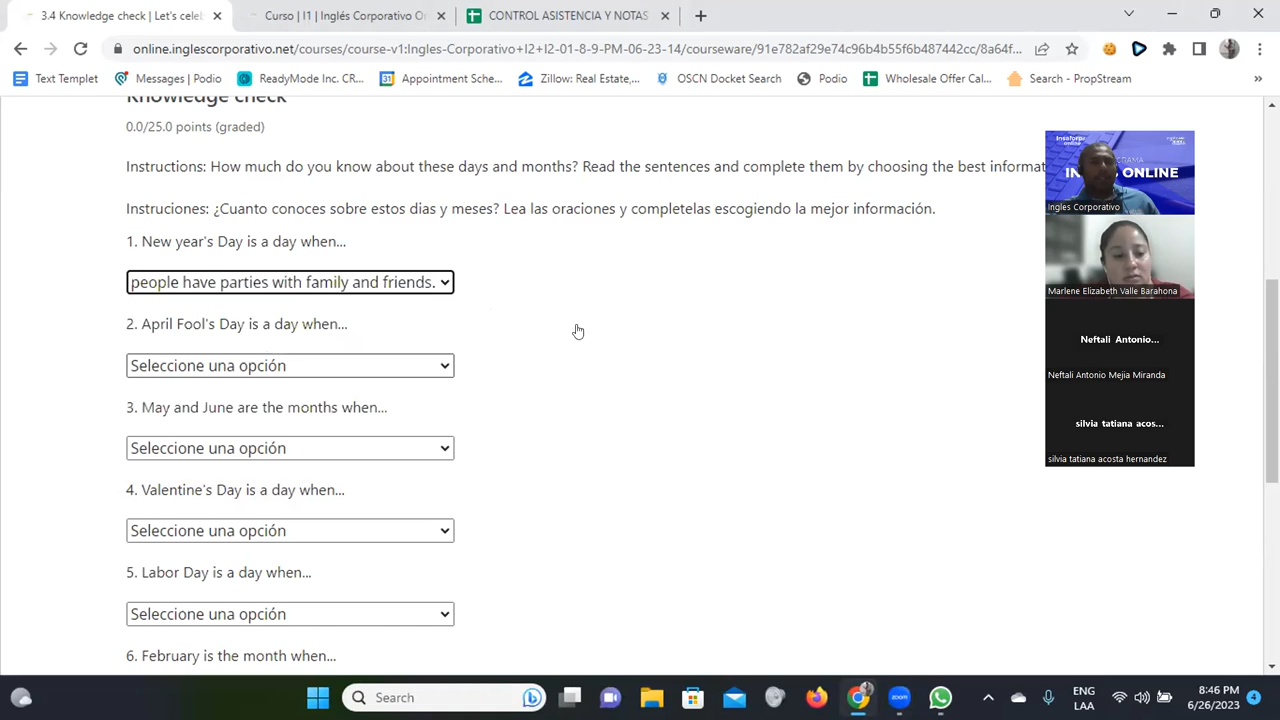 3.4 Knowledge check | Let's celeb
Curso | I1 | Inglés Corporativo On
CONTROL ASISTENCIA Y NOTAS
online.inglescorporativo.net/courses/course-v1:Ingles-Corporativo+I2+I2-01-8-9-PM-06-23-14/courseware/91e782af29e74c96b4b55f6b487442cc/8a64f...
Text Templet
Messages | Podio
ReadyMode Inc. CR...
Appointment Sche...
Zillow: Real Estate,...
OSCN Docket Search
Podio
Wholesale Offer Cal...
Search - PropStream
Knowledge check
0.0/25.0 points (graded)
Instructions: How much do you know about these days and months? Read the sentences and complete them by choosing the best informat
Instruciones: ¿Cuanto conoces sobre estos dias y meses? Lea las oraciones y completelas escogiendo la mejor información.
1. New year's Day is a day when...
people have parties with family and friends.
2. April Fool's Day is a day when...
Seleccione una opción
3. May and June are the months when...
Seleccione una opción
4. Valentine's Day is a day when...
Seleccione una opción
5. Labor Day is a day when...
Seleccione una opción
6. February is the month when...
INGLES ONLINE
Ingles Corporativo
Marlene Elizabeth Valle Barahona
Neftali Antonio...
Neftali Antonio Mejia Miranda
silvia tatiana acos...
silvia tatiana acosta hernandez
Search
ENG
LAA
8:46 PM
6/26/2023
4